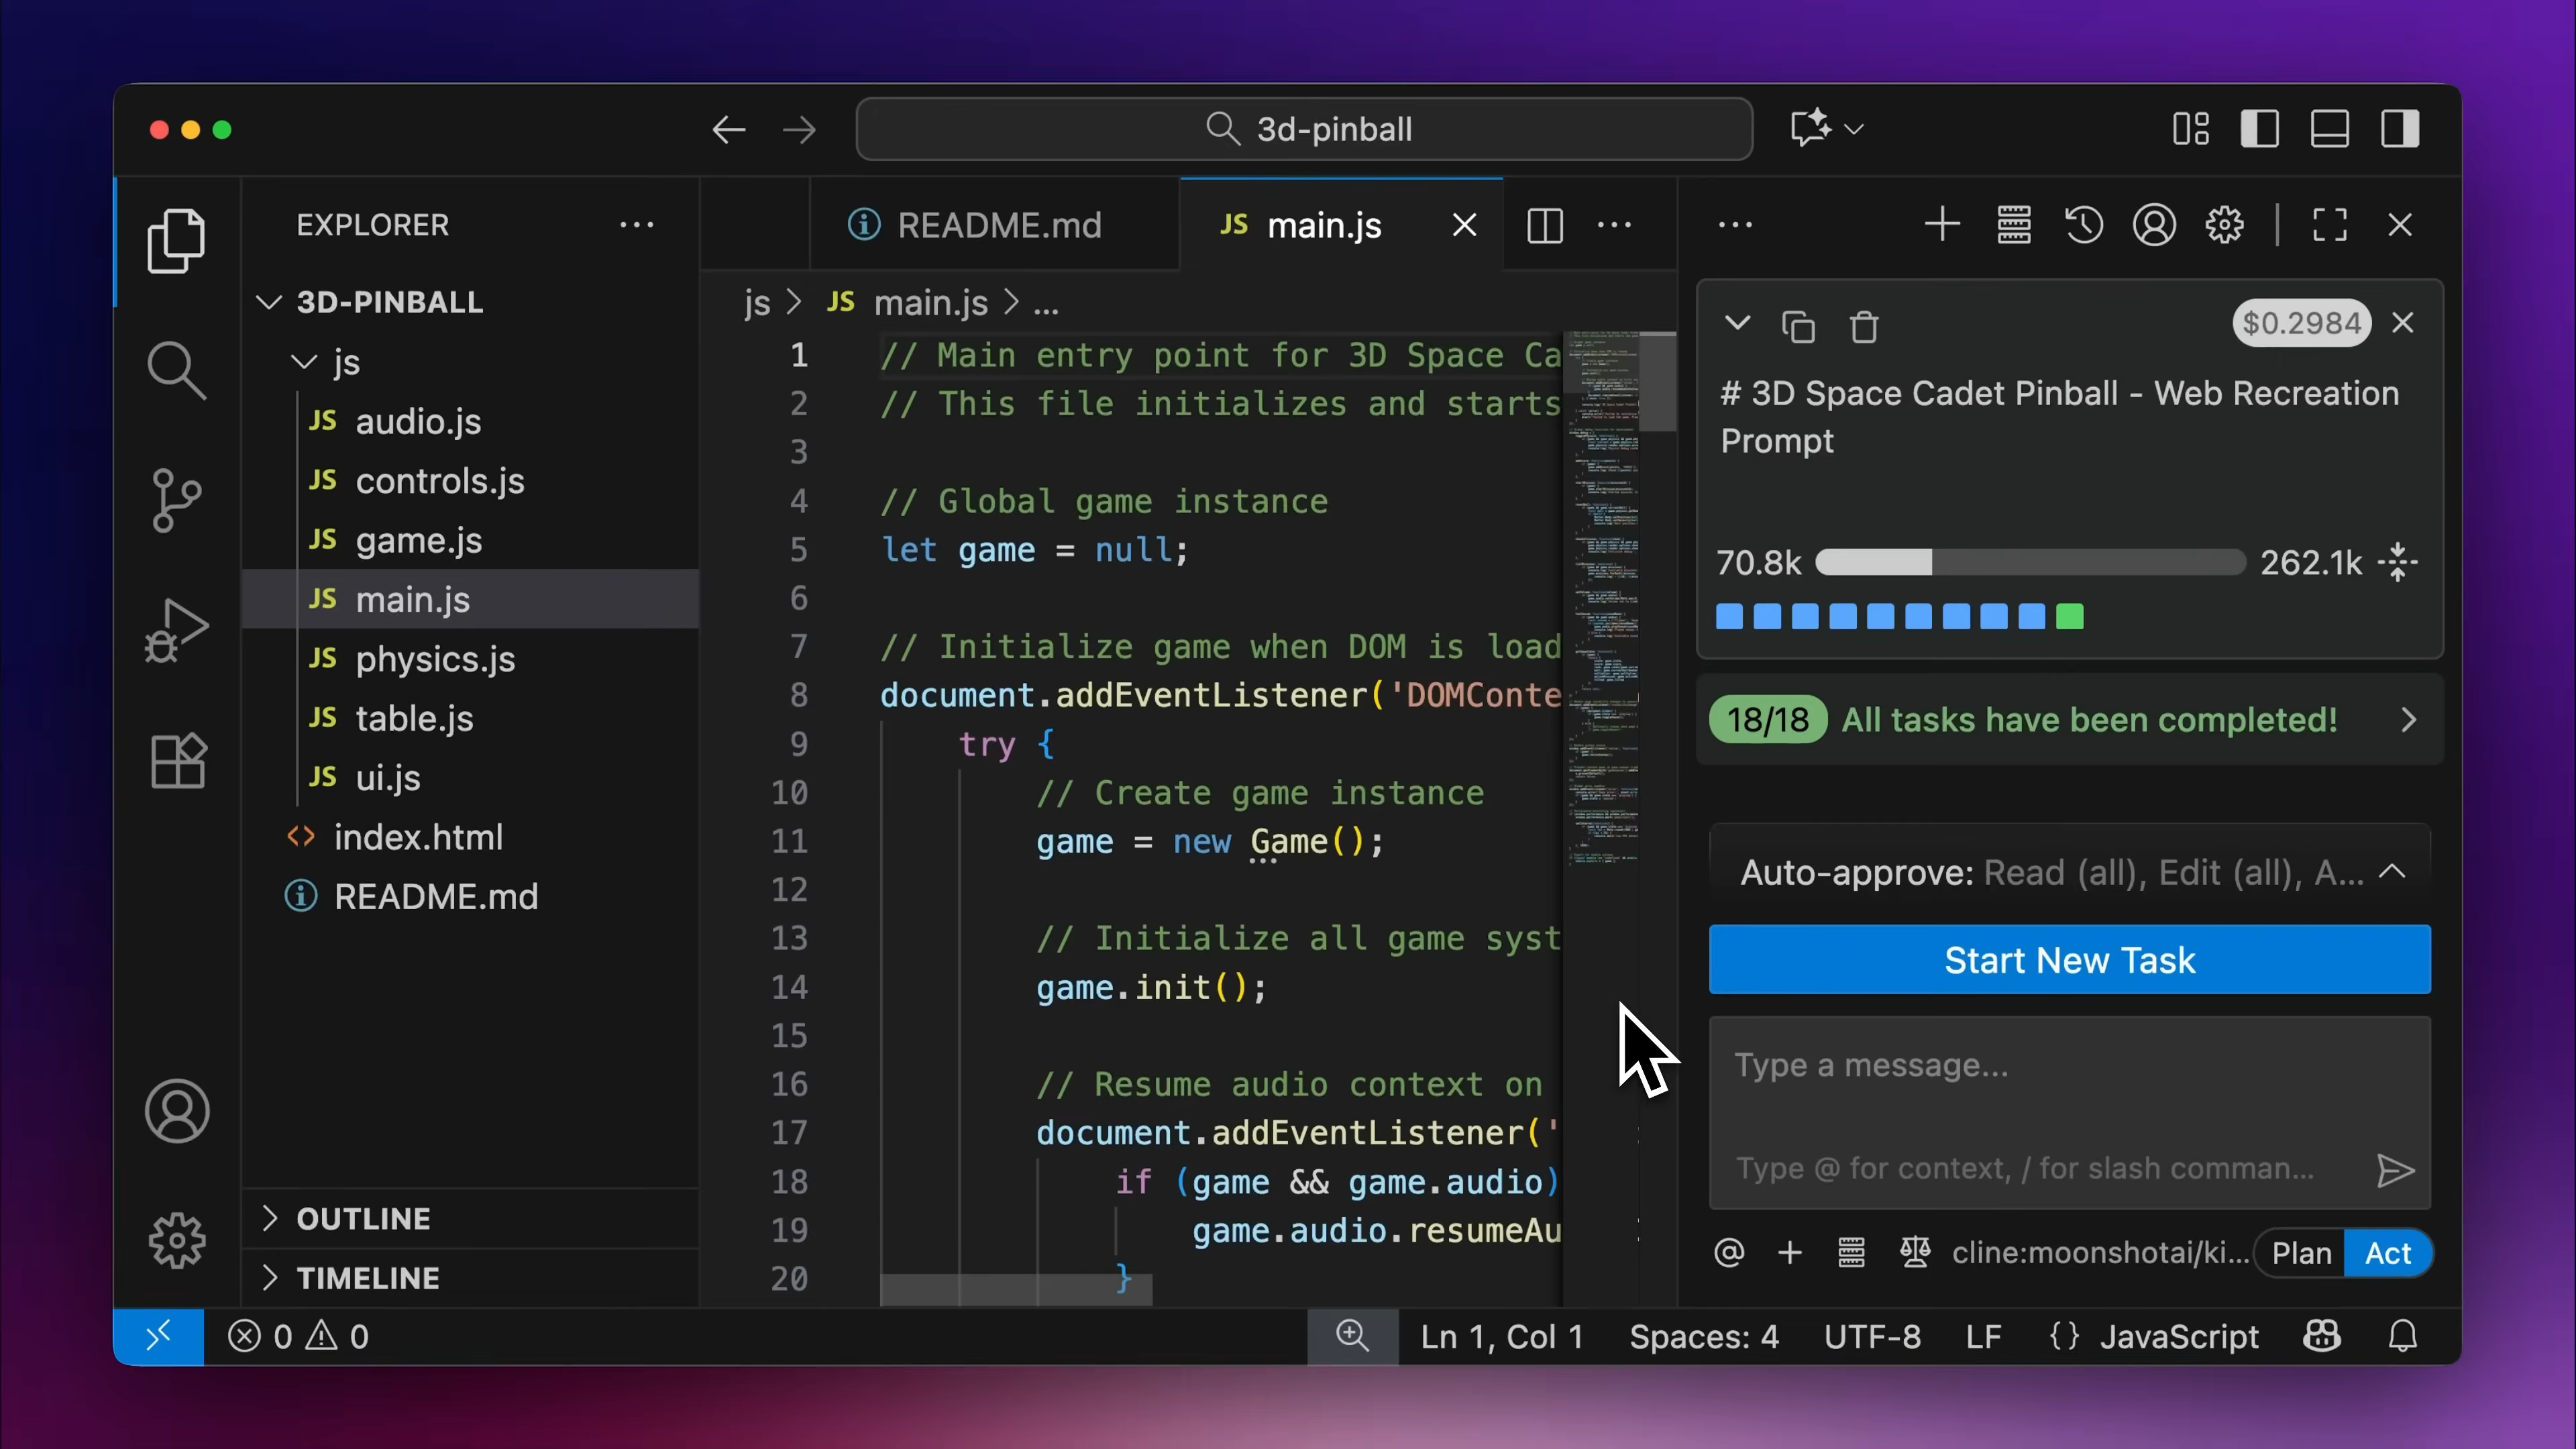 3d-pinball
EXPLORER
3D-PINBALL
js
JS audio.js
JS controls.js
JS game.js
JS main.js
JS physics.js
JS table.js
JS ui.js
<> index.html
README.md
OUTLINE
TIMELINE
README.md
JS main.js
js > JS main.js > ...
1 // Main entry point for 3D Space Ca
2 // This file initializes and starts
3
4 // Global game instance
5 let game = null;
6
7 // Initialize game when DOM is load
8 document.addEventListener('DOMConte
9 try {
10 // Create game instance
11 game = new Game();
12
13 // Initialize all game syst
14 game.init();
15
16 // Resume audio context on
17 document.addEventListener('
18 if (game && game.audio)
19 game.audio.resumeAu
20 }
$0.2984
# 3D Space Cadet Pinball - Web Recreation
Prompt
70.8k 262.1k
18/18 All tasks have been completed!
Auto-approve: Read (all), Edit (all), A...
Start New Task
Type a message...
Type @ for context, / for slash comman...
@ + cline:moonshotai/ki... Plan Act
0 0
Ln 1, Col 1 Spaces: 4 UTF-8 LF {} JavaScript